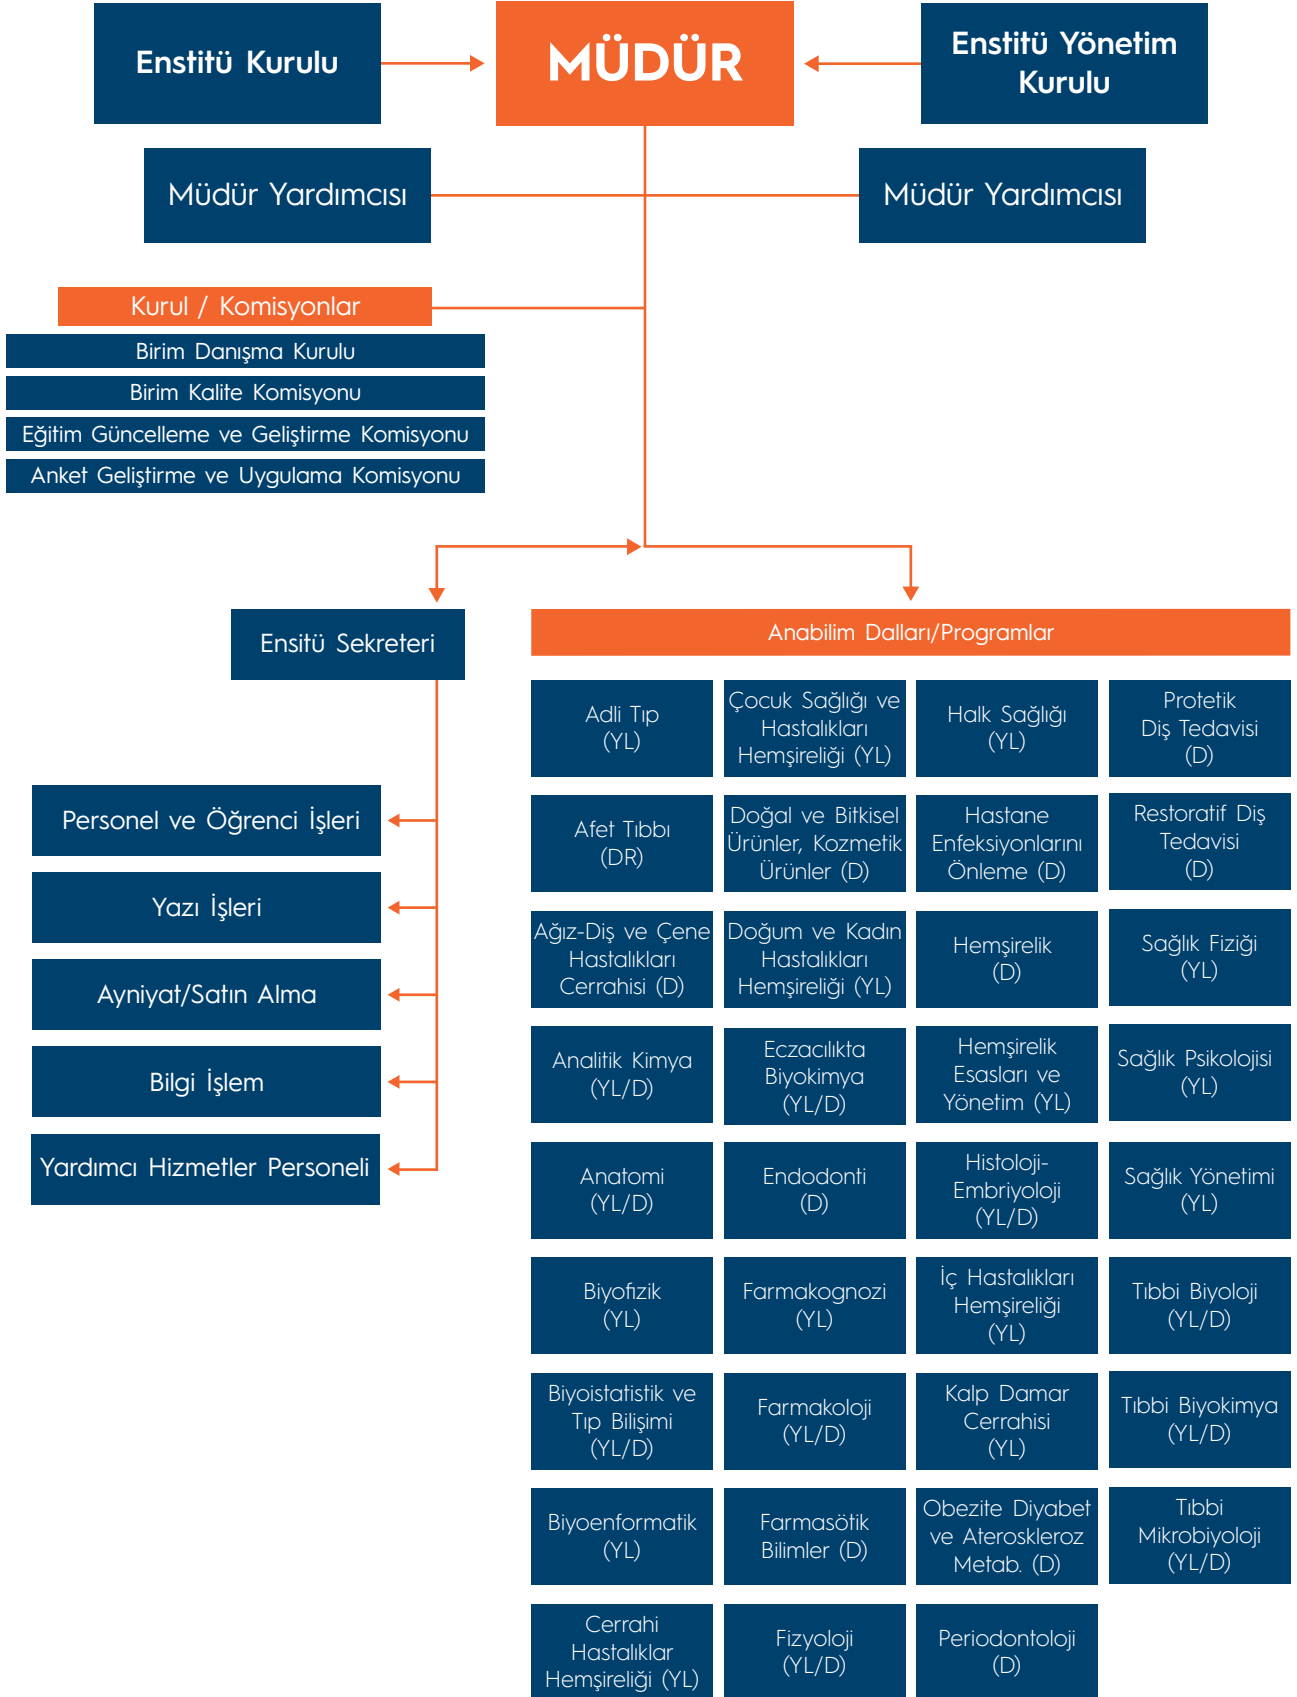 Enstitü Kurulu
MÜDÜR
Enstitü Yönetim
Kurulu
Müdür Yardımcısı
Müdür Yardımcısı
Kurul / Komisyonlar
Birim Danışma Kurulu
Birim Kalite Komisyonu
Eğitim Güncelleme ve Geliştirme Komisyonu
Anket Geliştirme ve Uygulama Komisyonu
Ensitü Sekreteri
Personel ve Öğrenci İşleri
Yazı İşleri
Ayniyat/Satın Alma
Bilgi İşlem
Yardımcı Hizmetler Personeli
Anabilim Dalları/Programlar
Adli Tıp
(YL)
Çocuk Sağlığı ve
Hastalıkları
Hemşireliği (YL)
Halk Sağlığı
(YL)
Protetik
Diş Tedavisi
(D)
Afet Tıbbı
(DR)
Doğal ve Bitkisel
Ürünler, Kozmetik
Ürünler (D)
Hastane
Enfeksiyonlarını
Önleme (D)
Restoratif Diş
Tedavisi
(D)
Ağız-Diş ve Çene
Hastalıkları
Cerrahisi (D)
Doğum ve Kadın
Hastalıkları
Hemşireliği (YL)
Hemşirelik
(D)
Sağlık Fiziği
(YL)
Analitik Kimya
(YL/D)
Eczacılıkta
Biyokimya
(YL/D)
Hemşirelik
Esasları ve
Yönetim (YL)
Sağlık Psikolojisi
(YL)
Anatomi
(YL/D)
Endodonti
(D)
Histoloji-
Embriyoloji
(YL/D)
Sağlık Yönetimi
(YL)
Biyofizik
(YL)
Farmakognozi
(YL)
İç Hastalıkları
Hemşireliği
(YL)
Tıbbi Biyoloji
(YL/D)
Biyoistatistik ve
Tıp Bilişimi
(YL/D)
Farmakoloji
(YL/D)
Kalp Damar
Cerrahisi
(YL)
Tıbbi Biyokimya
(YL/D)
Biyoenformatik
(YL)
Farmasötik
Bilimler (D)
Obezite Diyabet
ve Ateroskleroz
Metab. (D)
Tıbbi
Mikrobiyoloji
(YL/D)
Cerrahi
Hastalıklar
Hemşireliği (YL)
Fizyoloji
(YL/D)
Periodontoloji
(D)